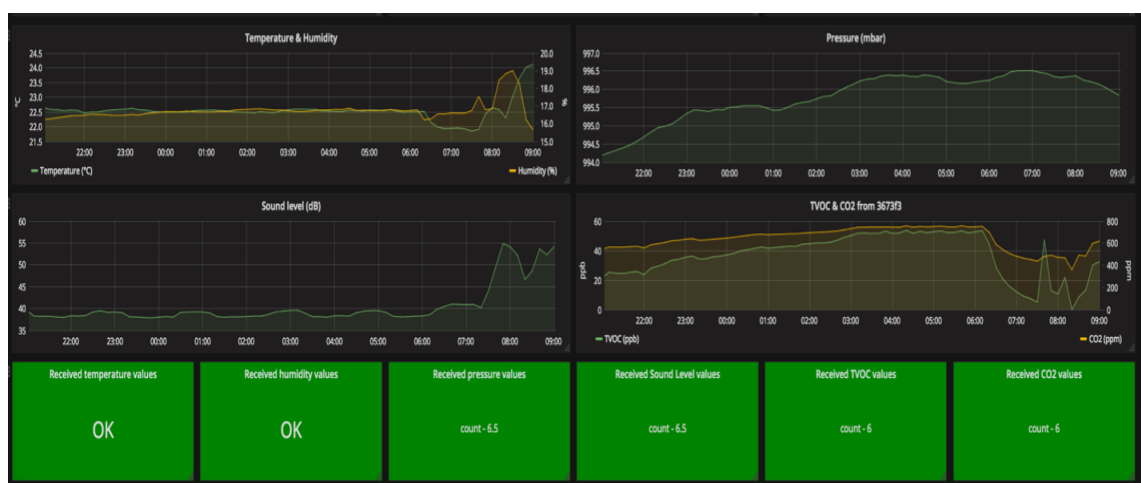 Temperature & Humidity
24.5
24.0
23.5
23.0
22.5
22.0
21.5
°C
20.0
19.0
18.0
17.0
16.0
15.0
%
22:00 23:00 00:00 01:00 02:00 03:00 04:00 05:00 06:00 07:00 08:00 09:00
Temperature (°C) Humidity (%)
Pressure (mbar)
997.0
996.5
996.0
995.5
995.0
994.5
994.0
22:00 23:00 00:00 01:00 02:00 03:00 04:00 05:00 06:00 07:00 08:00 09:00
Sound level (dB)
60
55
50
45
40
35
22:00 23:00 00:00 01:00 02:00 03:00 04:00 05:00 06:00 07:00 08:00 09:00
TVOC & CO2 from 3673f3
60
40
20
0
ppb
800
600
400
200
0
ppm
22:00 23:00 00:00 01:00 02:00 03:00 04:00 05:00 06:00 07:00 08:00 09:00
TVOC (ppb) CO2 (ppm)
Received temperature values
OK
Received humidity values
OK
Received pressure values
count - 6.5
Received Sound Level values
count - 6.5
Received TVOC values
count - 6
Received CO2 values
count - 6